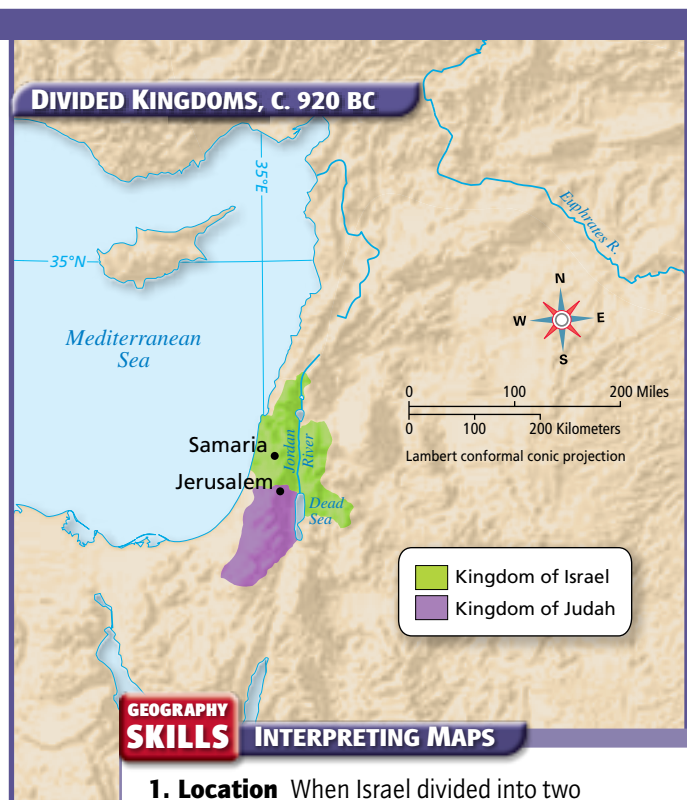 DIVIDED KINGDOMS, C. 920 BC
35°E
Euphrates R.
35°N
N
W E
S
Mediterranean
Sea
0 100 200 Miles
0 100 200 Kilometers
Lambert conformal conic projection
Samaria
Jordan
River
Jerusalem
Dead
Sea
Kingdom of Israel
Kingdom of Judah
GEOGRAPHY
SKILLS INTERPRETING MAPS
1. Location When Israel divided into two